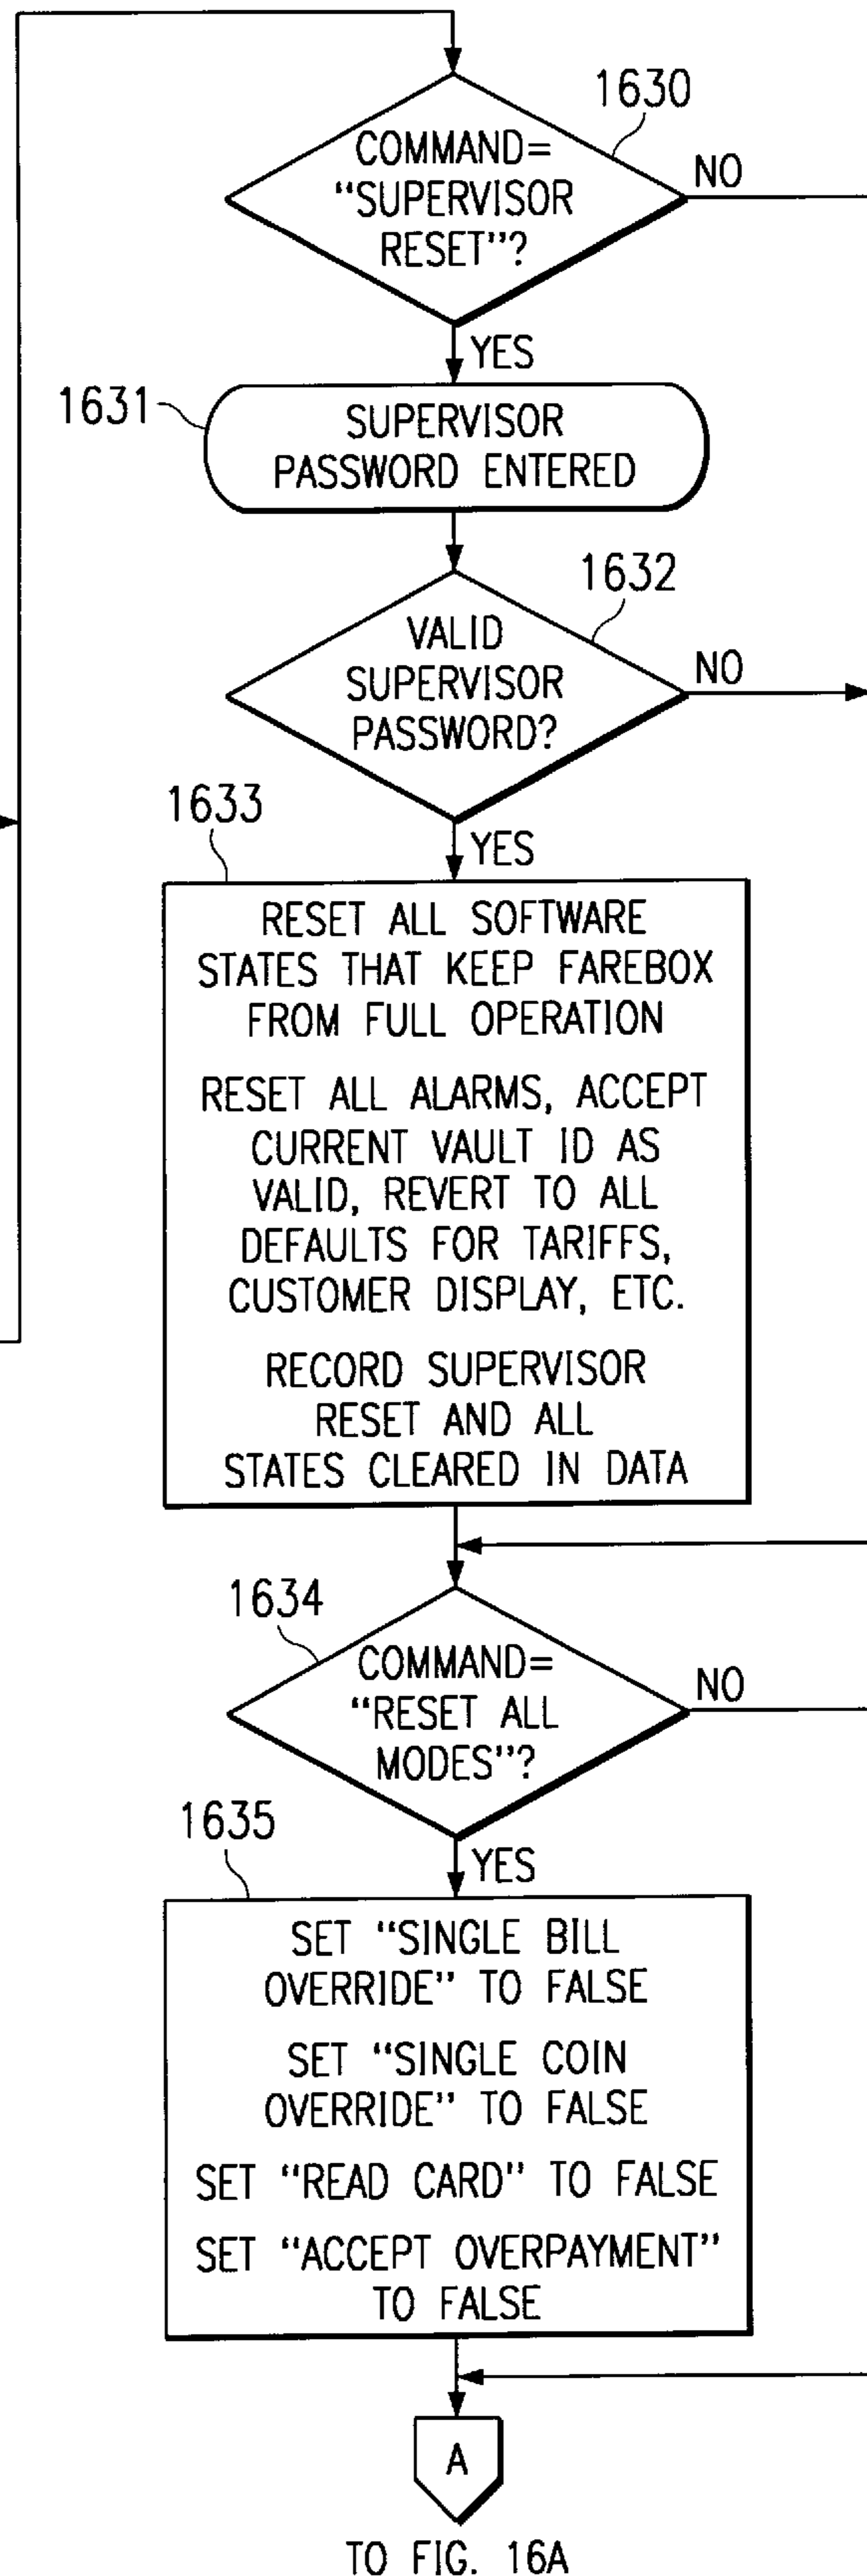 1630
COMMAND=
"SUPERVISOR
RESET"?
NO
YES
1631
SUPERVISOR
PASSWORD ENTERED
1632
VALID
SUPERVISOR
PASSWORD?
NO
YES
1633
RESET ALL SOFTWARE
STATES THAT KEEP FAREBOX
FROM FULL OPERATION
RESET ALL ALARMS, ACCEPT
CURRENT VAULT ID AS
VALID, REVERT TO ALL
DEFAULTS FOR TARIFFS,
CUSTOMER DISPLAY, ETC.
RECORD SUPERVISOR
RESET AND ALL
STATES CLEARED IN DATA
1634
COMMAND=
"RESET ALL
MODES"?
NO
YES
1635
SET "SINGLE BILL
OVERRIDE" TO FALSE
SET "SINGLE COIN
OVERRIDE" TO FALSE
SET "READ CARD" TO FALSE
SET "ACCEPT OVERPAYMENT"
TO FALSE
A
TO FIG. 16A